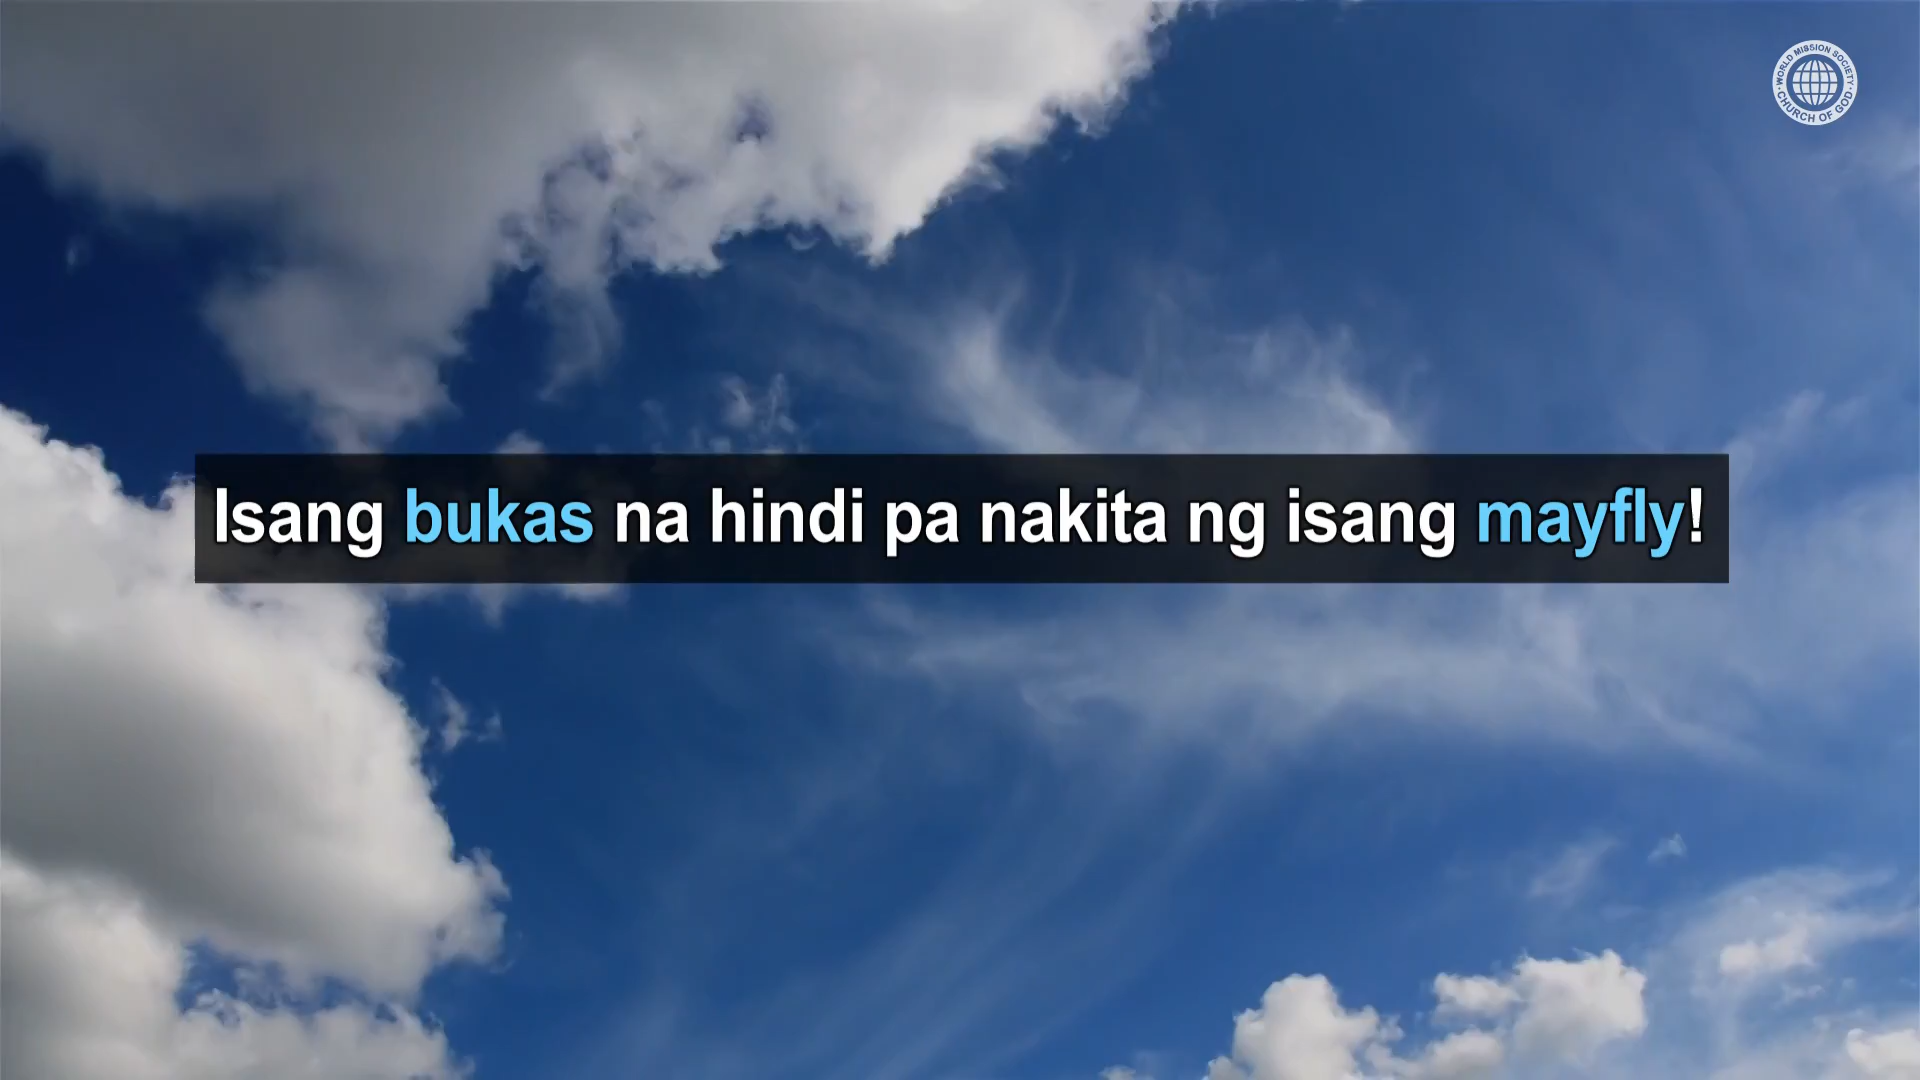 WORLD MISSION SOCIETY
CHURCH OF GOD
Isang bukas na hindi pa nakita ng isang mayfly!